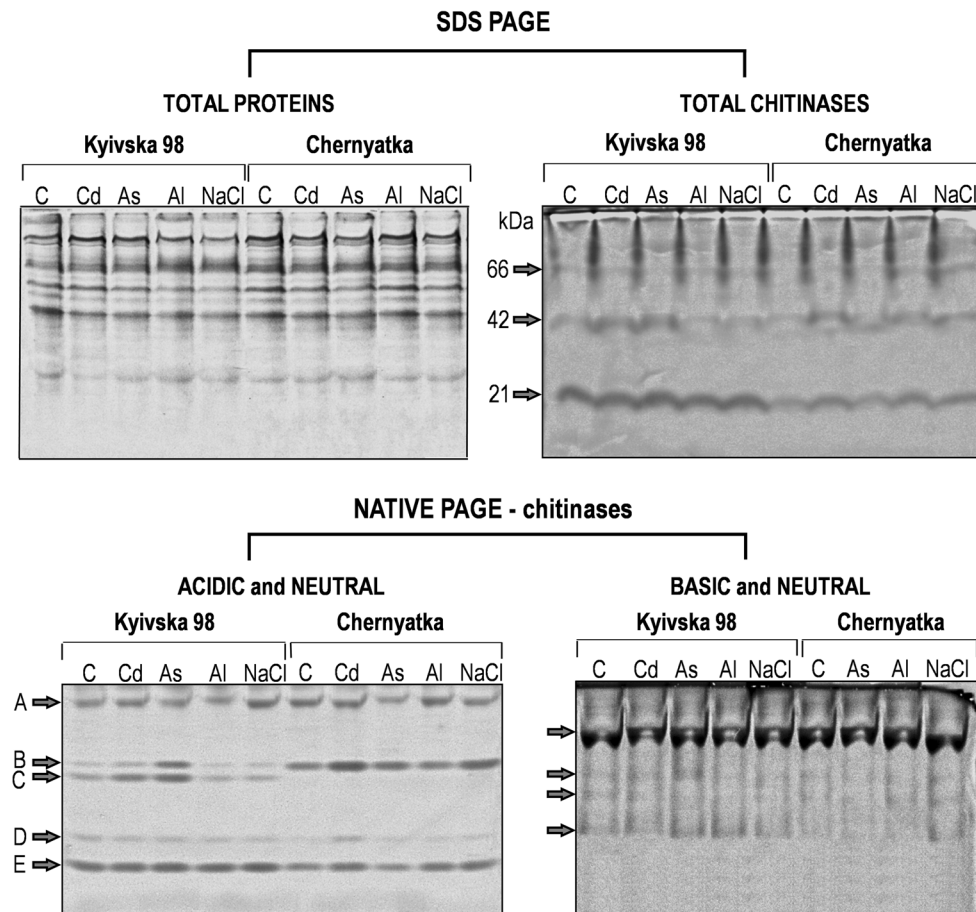 SDS PAGE
TOTAL PROTEINS
Kyivska 98 Chernyatka
C Cd As Al NaCl C Cd As Al NaCl
TOTAL CHITINASES
Kyivska 98 Chernyatka
C Cd As Al NaCl C Cd As Al NaCl
kDa
66
42
21
NATIVE PAGE - chitinases
ACIDIC and NEUTRAL
Kyivska 98 Chernyatka
C Cd As Al NaCl C Cd As Al NaCl
A
B
C
D
E
BASIC and NEUTRAL
Kyivska 98 Chernyatka
C Cd As Al NaCl C As Al NaCl